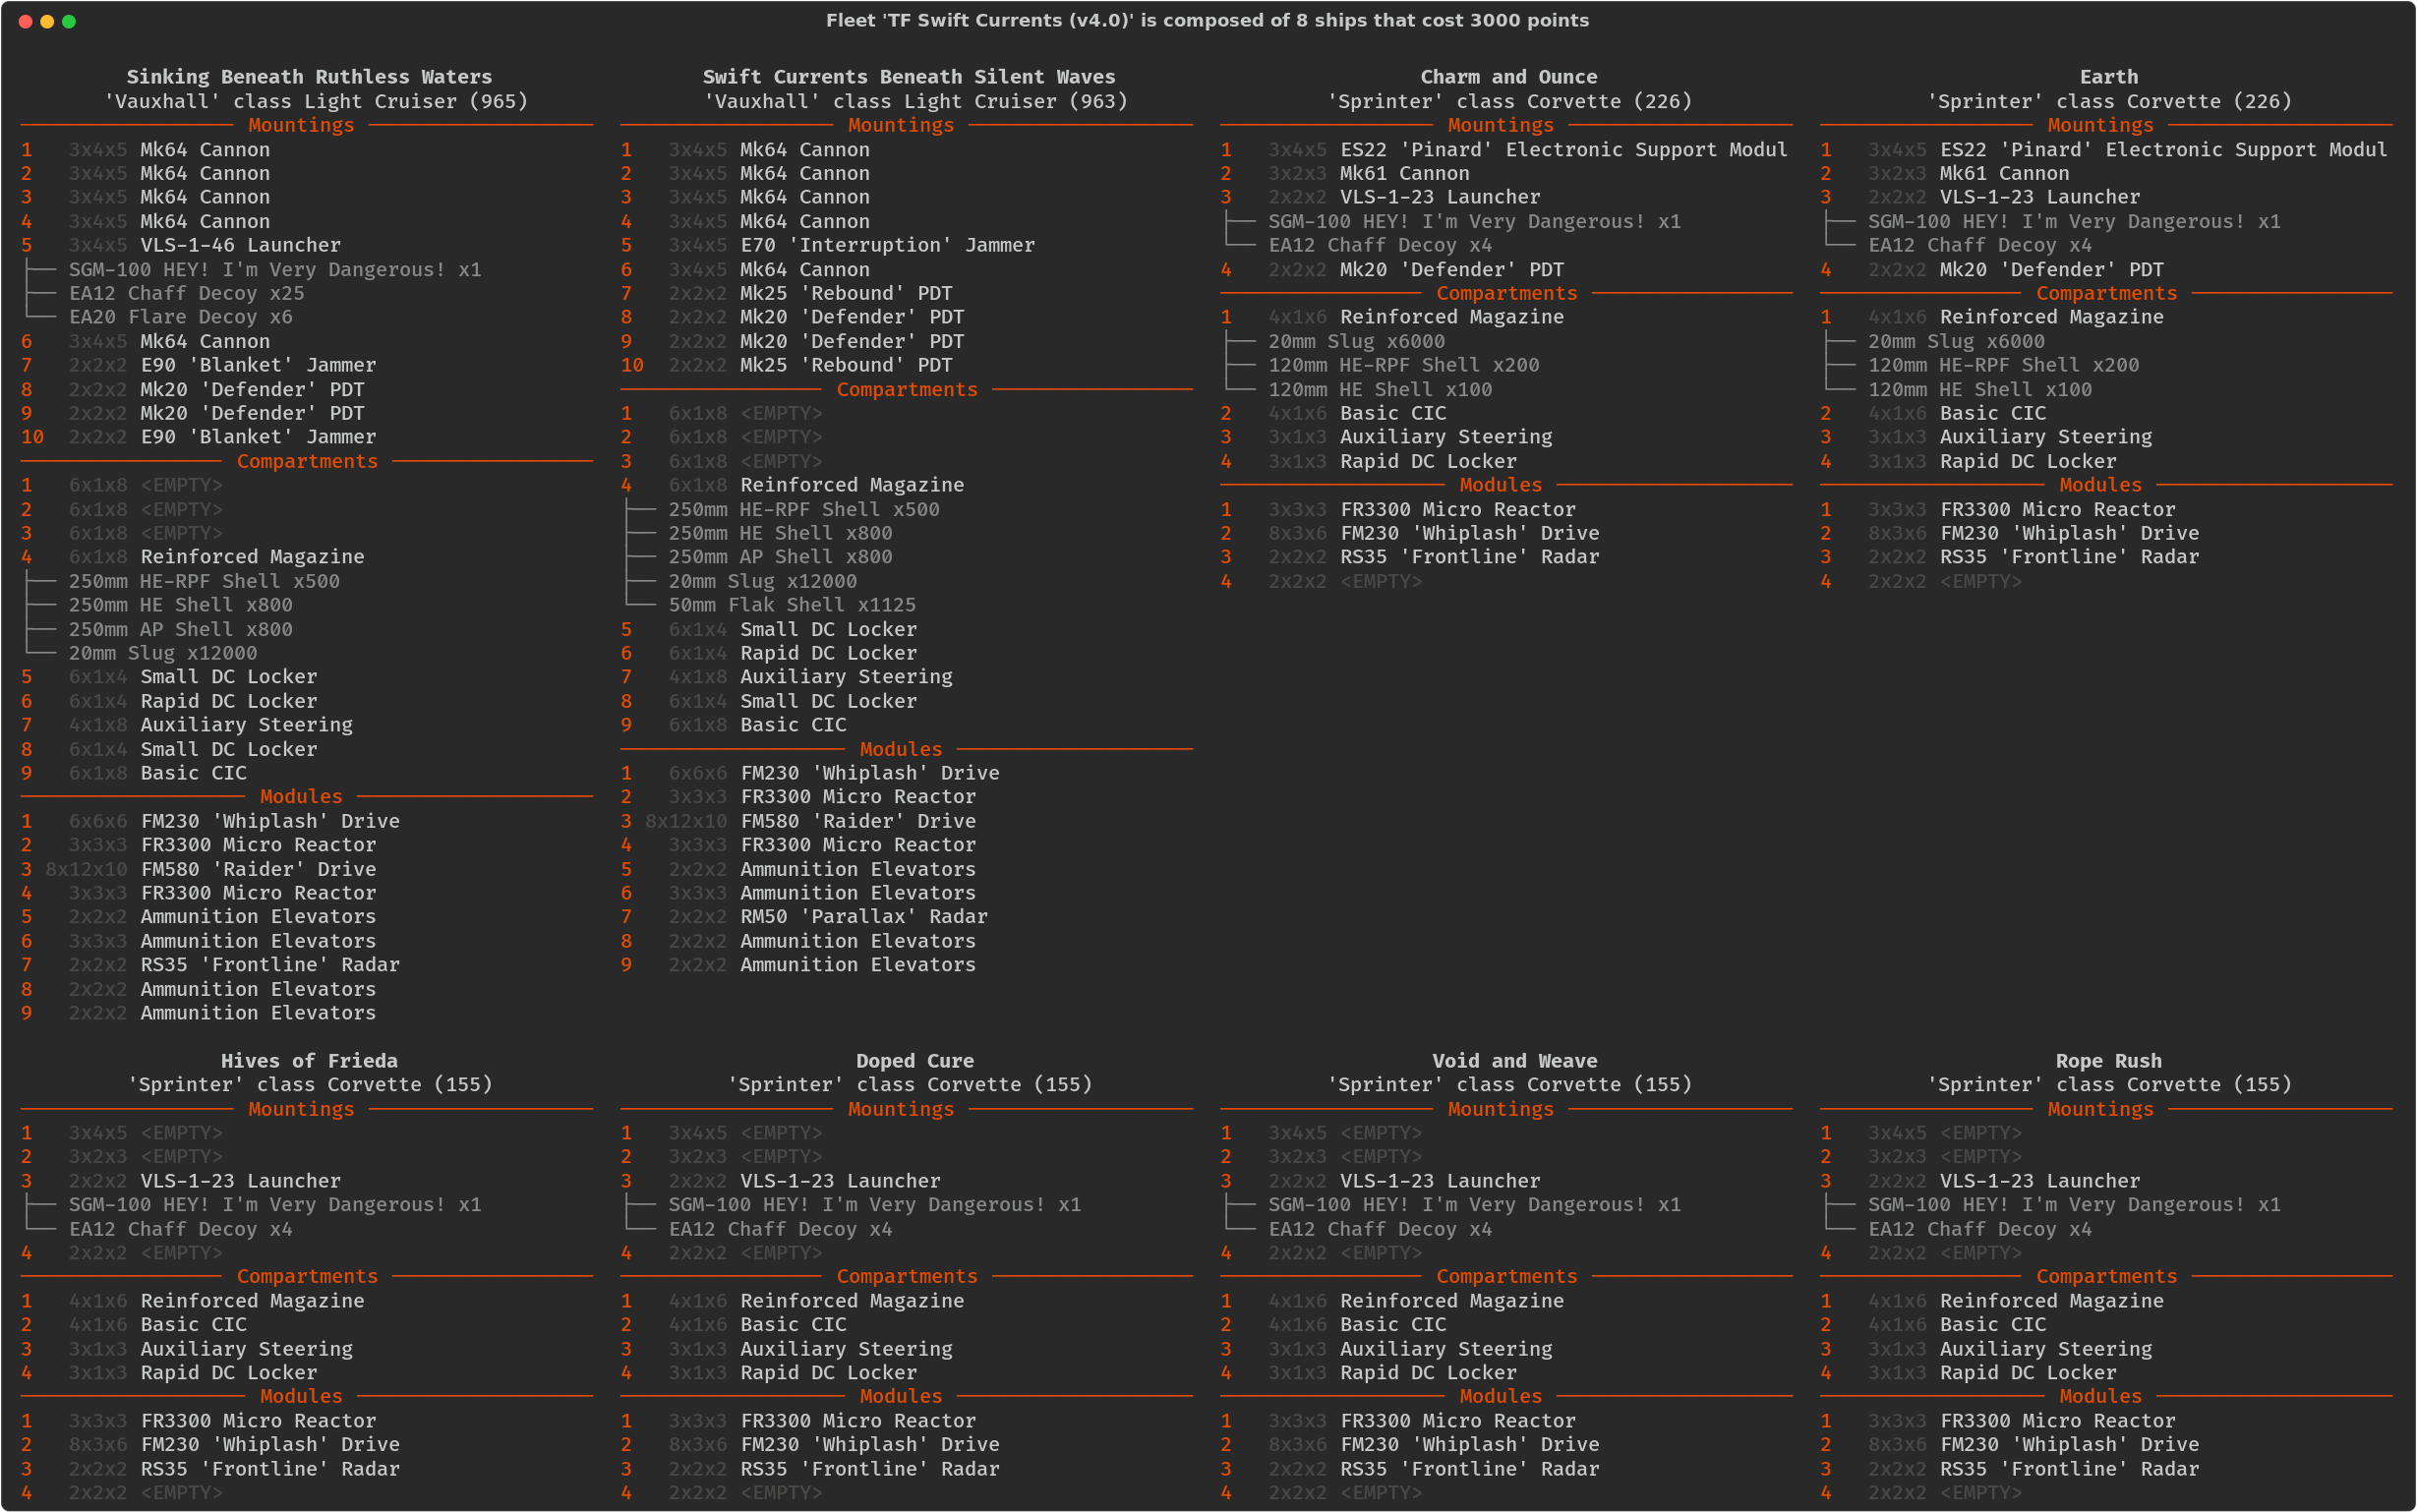 Fleet 'TF Swift Currents (v4.0)' is composed of 8 ships that cost 3000 points
Sinking Beneath Ruthless Waters
'Vauxhall' class Light Cruiser (965)
Mountings
1 3x4x5 Mk64 Cannon
2 3x4x5 Mk64 Cannon
3 3x4x5 Mk64 Cannon
4 3x4x5 Mk64 Cannon
5 3x4x5 VLS-1-46 Launcher
SGM-100 HEY! I'm Very Dangerous! x1
EA12 Chaff Decoy x25
EA20 Flare Decoy x6
6 3x4x5 Mk64 Cannon
7 2x2x2 E90 'Blanket' Jammer
8 2x2x2 Mk20 'Defender' PDT
9 2x2x2 Mk20 'Defender' PDT
10 2x2x2 E90 'Blanket' Jammer
Compartments
1 6x1x8 <EMPTY>
2 6x1x8 <EMPTY>
3 6x1x8 <EMPTY>
4 6x1x8 Reinforced Magazine
250mm HE-RPF Shell x500
250mm HE Shell x800
250mm AP Shell x800
20mm Slug x12000
5 6x1x4 Small DC Locker
6 6x1x4 Rapid DC Locker
7 4x1x8 Auxiliary Steering
8 6x1x4 Small DC Locker
9 6x1x8 Basic CIC
Modules
1 6x6x6 FM230 'Whiplash' Drive
2 3x3x3 FR3300 Micro Reactor
3 8x12x10 FM580 'Raider' Drive
4 3x3x3 FR3300 Micro Reactor
5 2x2x2 Ammunition Elevators
6 3x3x3 Ammunition Elevators
7 2x2x2 RS35 'Frontline' Radar
8 2x2x2 Ammunition Elevators
9 2x2x2 Ammunition Elevators
Swift Currents Beneath Silent Waves
'Vauxhall' class Light Cruiser (963)
Mountings
1 3x4x5 Mk64 Cannon
2 3x4x5 Mk64 Cannon
3 3x4x5 Mk64 Cannon
4 3x4x5 Mk64 Cannon
5 3x4x5 E70 'Interruption' Jammer
6 3x4x5 Mk64 Cannon
7 2x2x2 Mk25 'Rebound' PDT
8 2x2x2 Mk20 'Defender' PDT
9 2x2x2 Mk20 'Defender' PDT
10 2x2x2 Mk25 'Rebound' PDT
Compartments
1 6x1x8 <EMPTY>
2 6x1x8 <EMPTY>
3 6x1x8 <EMPTY>
4 6x1x8 Reinforced Magazine
250mm HE-RPF Shell x500
250mm HE Shell x800
250mm AP Shell x800
20mm Slug x12000
50mm Flak Shell x1125
5 6x1x4 Small DC Locker
6 6x1x4 Rapid DC Locker
7 4x1x8 Auxiliary Steering
8 6x1x4 Small DC Locker
9 6x1x8 Basic CIC
Modules
1 6x6x6 FM230 'Whiplash' Drive
2 3x3x3 FR3300 Micro Reactor
3 8x12x10 FM580 'Raider' Drive
4 3x3x3 FR3300 Micro Reactor
5 2x2x2 Ammunition Elevators
6 3x3x3 Ammunition Elevators
7 2x2x2 RM50 'Parallax' Radar
8 2x2x2 Ammunition Elevators
9 2x2x2 Ammunition Elevators
Charm and Ounce
'Sprinter' class Corvette (226)
Mountings
1 3x4x5 ES22 'Pinard' Electronic Support Modul
2 3x2x3 Mk61 Cannon
3 2x2x2 VLS-1-23 Launcher
SGM-100 HEY! I'm Very Dangerous! x1
EA12 Chaff Decoy x4
4 2x2x2 Mk20 'Defender' PDT
Compartments
1 4x1x6 Reinforced Magazine
20mm Slug x6000
120mm HE-RPF Shell x200
120mm HE Shell x100
2 4x1x6 Basic CIC
3 3x1x3 Auxiliary Steering
4 3x1x3 Rapid DC Locker
Modules
1 3x3x3 FR3300 Micro Reactor
2 8x3x6 FM230 'Whiplash' Drive
3 2x2x2 RS35 'Frontline' Radar
4 2x2x2 <EMPTY>
Earth
'Sprinter' class Corvette (226)
Mountings
1 3x4x5 ES22 'Pinard' Electronic Support Modul
2 3x2x3 Mk61 Cannon
3 2x2x2 VLS-1-23 Launcher
SGM-100 HEY! I'm Very Dangerous! x1
EA12 Chaff Decoy x4
4 2x2x2 Mk20 'Defender' PDT
Compartments
1 4x1x6 Reinforced Magazine
20mm Slug x6000
120mm HE-RPF Shell x200
120mm HE Shell x100
2 4x1x6 Basic CIC
3 3x1x3 Auxiliary Steering
4 3x1x3 Rapid DC Locker
Modules
1 3x3x3 FR3300 Micro Reactor
2 8x3x6 FM230 'Whiplash' Drive
3 2x2x2 RS35 'Frontline' Radar
4 2x2x2 <EMPTY>
Hives of Frieda
'Sprinter' class Corvette (155)
Mountings
1 3x4x5 <EMPTY>
2 3x2x3 <EMPTY>
3 2x2x2 VLS-1-23 Launcher
SGM-100 HEY! I'm Very Dangerous! x1
EA12 Chaff Decoy x4
4 2x2x2 <EMPTY>
Compartments
1 4x1x6 Reinforced Magazine
2 4x1x6 Basic CIC
3 3x1x3 Auxiliary Steering
4 3x1x3 Rapid DC Locker
Modules
1 3x3x3 FR3300 Micro Reactor
2 8x3x6 FM230 'Whiplash' Drive
3 2x2x2 RS35 'Frontline' Radar
4 2x2x2 <EMPTY>
Doped Cure
'Sprinter' class Corvette (155)
Mountings
1 3x4x5 <EMPTY>
2 3x2x3 <EMPTY>
3 2x2x2 VLS-1-23 Launcher
SGM-100 HEY! I'm Very Dangerous! x1
EA12 Chaff Decoy x4
4 2x2x2 <EMPTY>
Compartments
1 4x1x6 Reinforced Magazine
2 4x1x6 Basic CIC
3 3x1x3 Auxiliary Steering
4 3x1x3 Rapid DC Locker
Modules
1 3x3x3 FR3300 Micro Reactor
2 8x3x6 FM230 'Whiplash' Drive
3 2x2x2 RS35 'Frontline' Radar
4 2x2x2 <EMPTY>
Void and Weave
'Sprinter' class Corvette (155)
Mountings
1 3x4x5 <EMPTY>
2 3x2x3 <EMPTY>
3 2x2x2 VLS-1-23 Launcher
SGM-100 HEY! I'm Very Dangerous! x1
EA12 Chaff Decoy x4
4 2x2x2 <EMPTY>
Compartments
1 4x1x6 Reinforced Magazine
2 4x1x6 Basic CIC
3 3x1x3 Auxiliary Steering
4 3x1x3 Rapid DC Locker
Modules
1 3x3x3 FR3300 Micro Reactor
2 8x3x6 FM230 'Whiplash' Drive
3 2x2x2 RS35 'Frontline' Radar
4 2x2x2 <EMPTY>
Rope Rush
'Sprinter' class Corvette (155)
Mountings
1 3x4x5 <EMPTY>
2 3x2x3 <EMPTY>
3 2x2x2 VLS-1-23 Launcher
SGM-100 HEY! I'm Very Dangerous! x1
EA12 Chaff Decoy x4
4 2x2x2 <EMPTY>
Compartments
1 4x1x6 Reinforced Magazine
2 4x1x6 Basic CIC
3 3x1x3 Auxiliary Steering
4 3x1x3 Rapid DC Locker
Modules
1 3x3x3 FR3300 Micro Reactor
2 8x3x6 FM230 'Whiplash' Drive
3 2x2x2 RS35 'Frontline' Radar
4 2x2x2 <EMPTY>